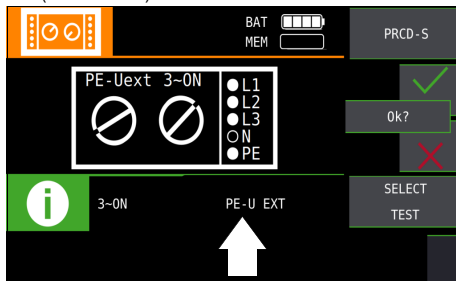 BAT
MEM
PRCD-S
PE-Uext 3~ON
L1
L2
L3
N
PE
Ok?
i
3~ON
PE-U EXT
SELECT
TEST